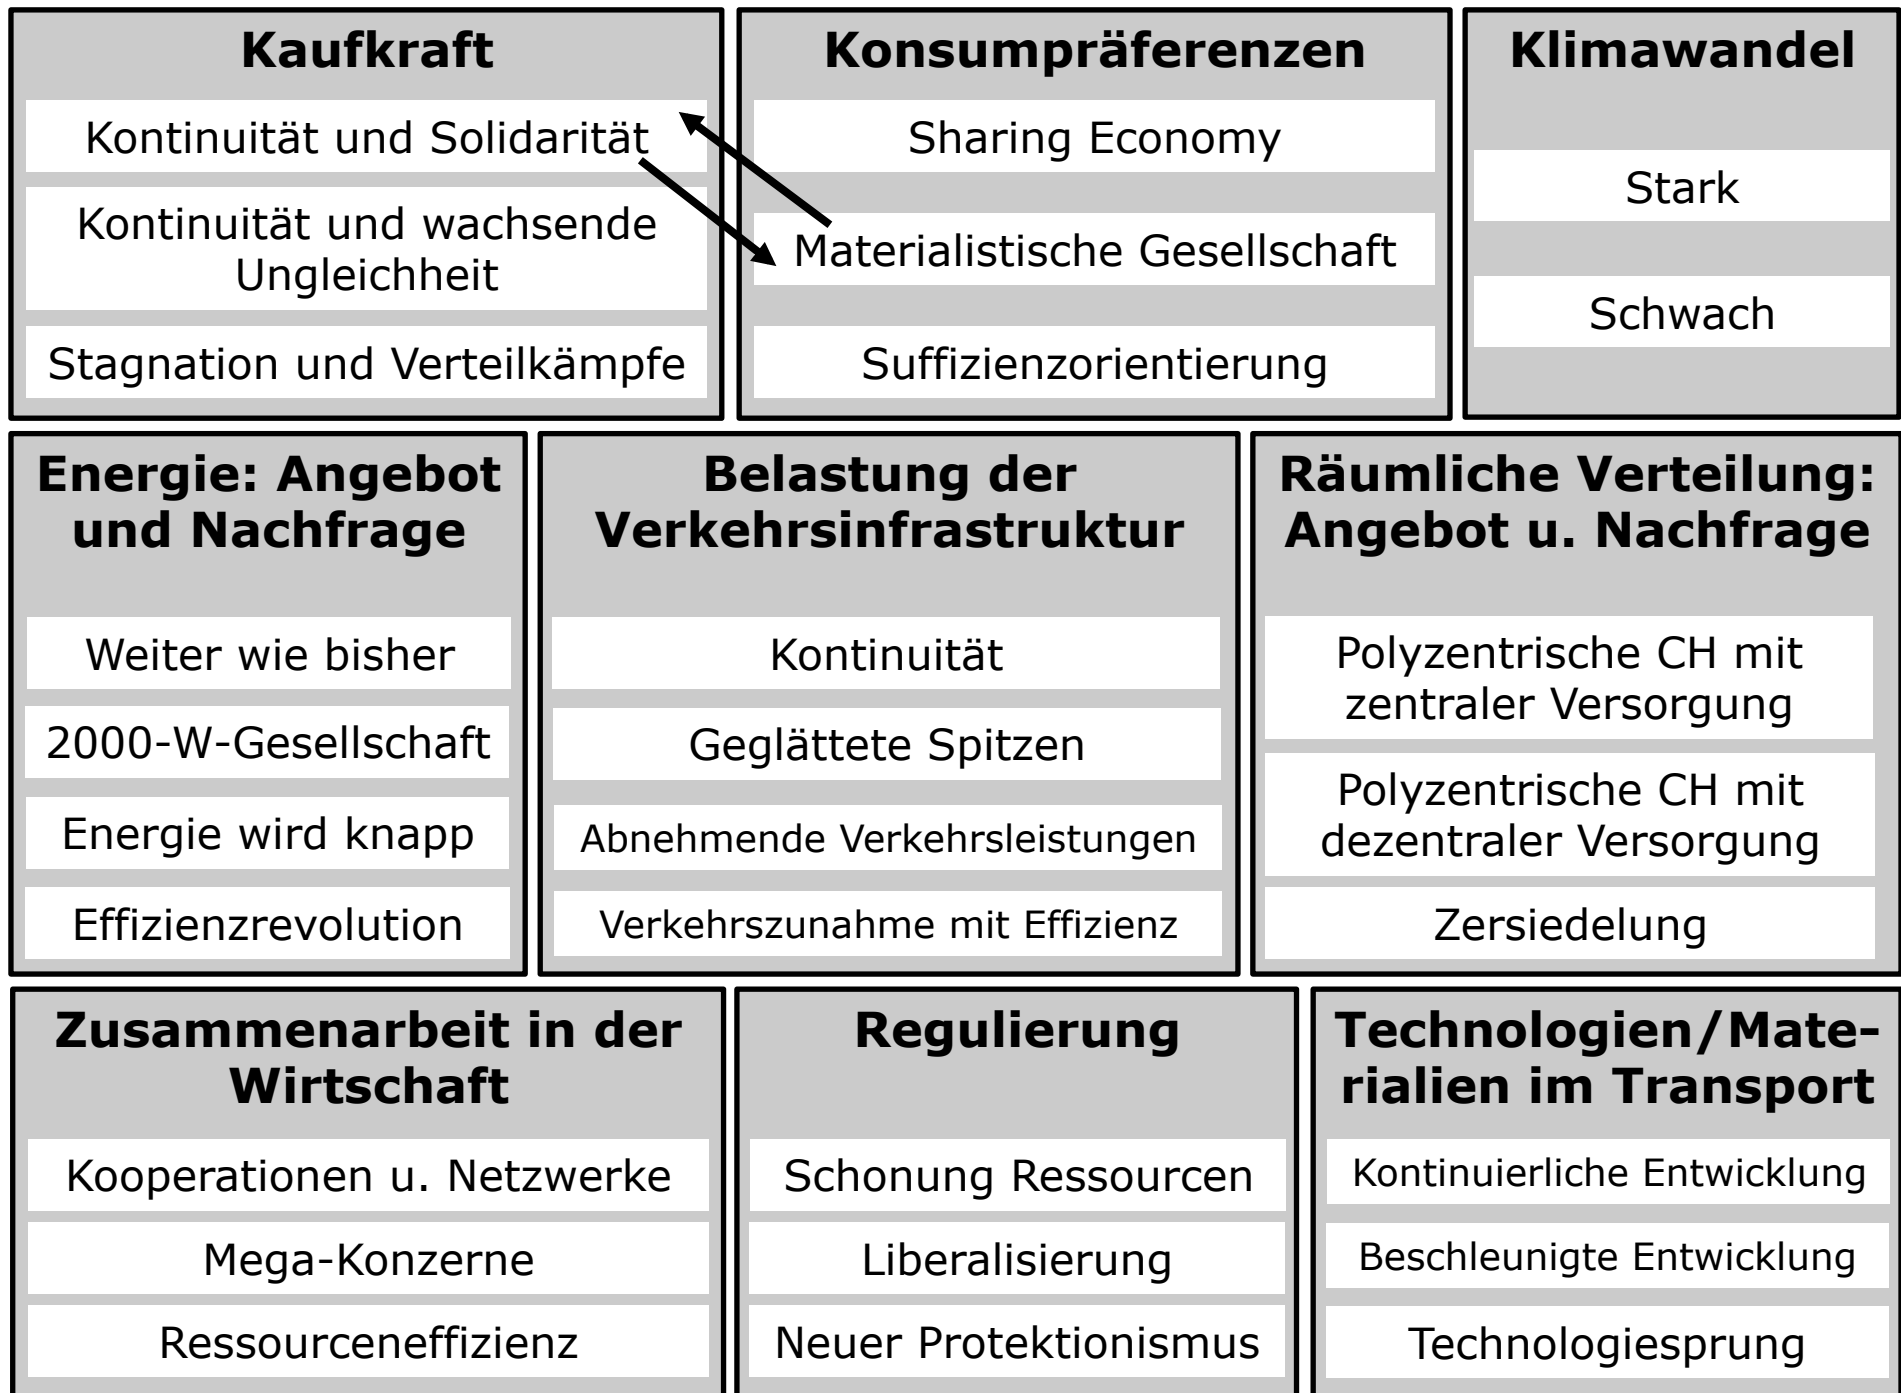 Kaufkraft
Kontinuität und Solidarität
Kontinuität und wachsende
Ungleichheit
Stagnation und Verteilkämpfe
Konsumpräferenzen
Sharing Economy
Materialistische Gesellschaft
Suffizienzorientierung
Klimawandel
Stark
Schwach
Energie: Angebot
und Nachfrage
Weiter wie bisher
2000-W-Gesellschaft
Energie wird knapp
Effizienzrevolution
Belastung der
Verkehrsinfrastruktur
Kontinuität
Geglättete Spitzen
Abnehmende Verkehrsleistungen
Verkehrszunahme mit Effizienz
Räumliche Verteilung:
Angebot u. Nachfrage
Polyzentrische CH mit
zentraler Versorgung
Polyzentrische CH mit
dezentraler Versorgung
Zersiedelung
Zusammenarbeit in der
Wirtschaft
Kooperationen u. Netzwerke
Mega-Konzerne
Ressourceneffizienz
Regulierung
Schonung Ressourcen
Liberalisierung
Neuer Protektionismus
Technologien/Mate-
rialien im Transport
Kontinuierliche Entwicklung
Beschleunigte Entwicklung
Technologiesprung